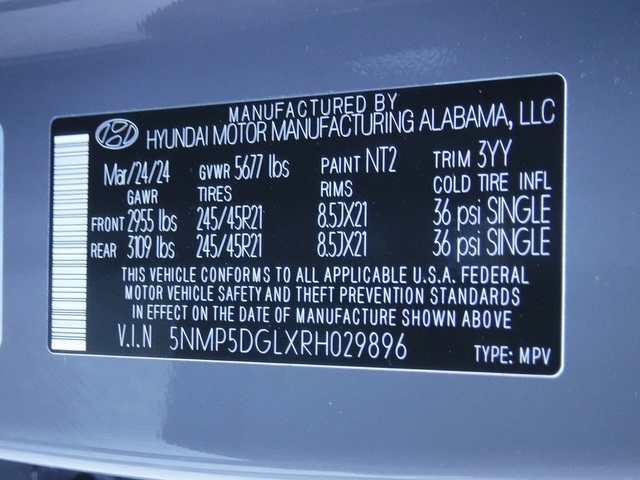 MANUFACTURED BY
HYUNDAI MOTOR MANUFACTURING ALABAMA, LLC
Mar/24/24 GVWR 5677 lbs PAINT NT2 TRIM 3YY
GAWR TIRES RIMS COLD TIRE INFL
FRONT 2955 lbs 245/45R21 8.5JX21 36 psi SINGLE
REAR 3109 lbs 245/45R21 8.5JX21 36 psi SINGLE
THIS VEHICLE CONFORMS TO ALL APPLICABLE U.S.A. FEDERAL
MOTOR VEHICLE SAFETY AND THEFT PREVENTION STANDARDS
IN EFFECT ON THE DATE OF MANUFACTURE SHOWN ABOVE
V.I.N 5NMP5DGLXRH029896 TYPE: MPV